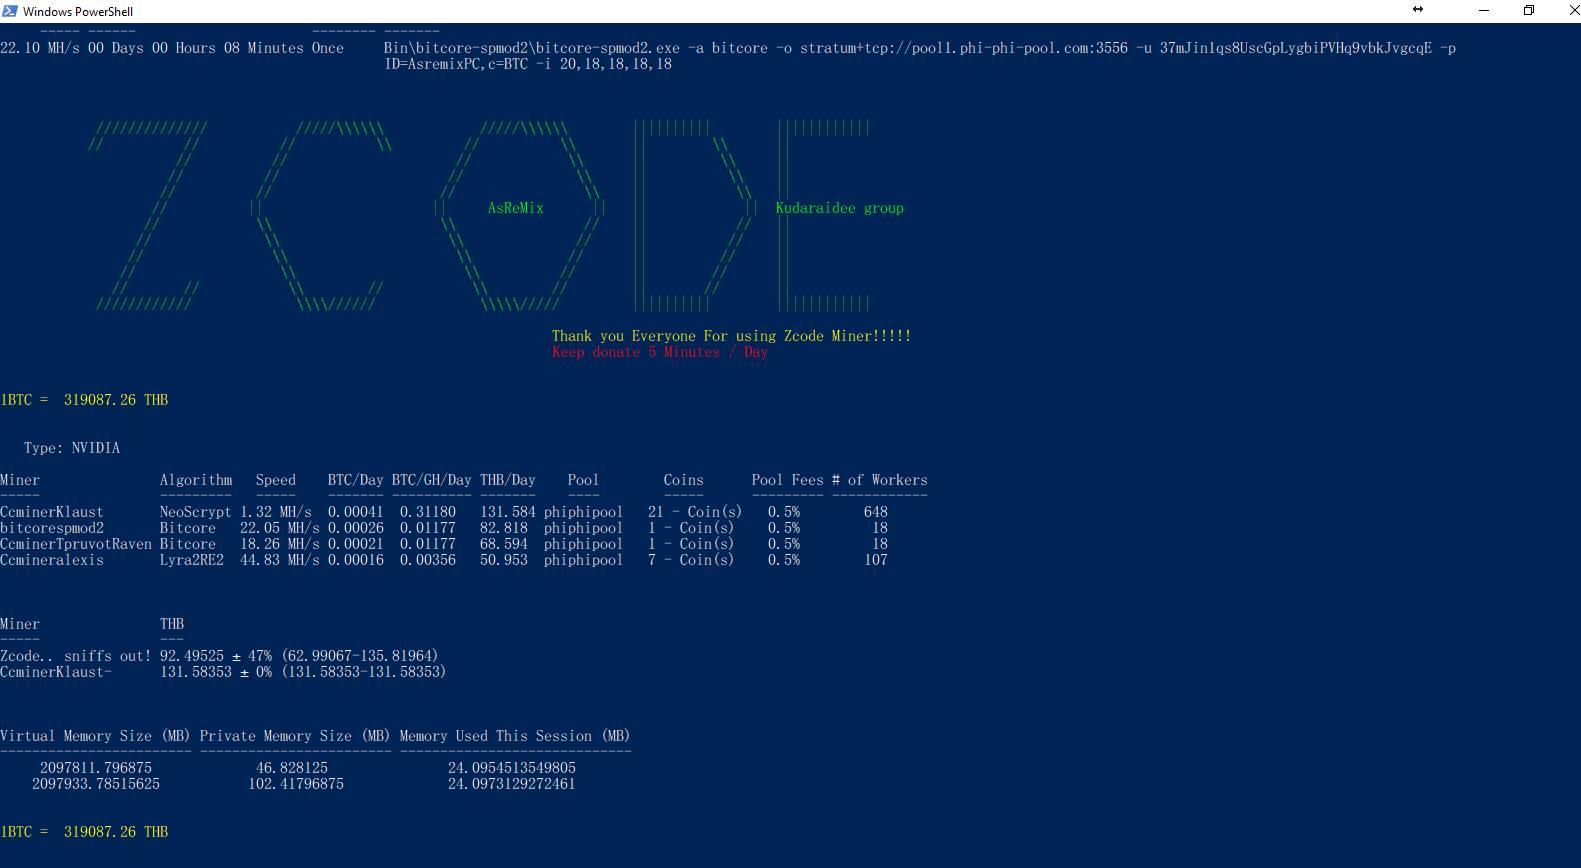 Windows PowerShell
22.10 MH/s 00 Days 00 Hours 08 Minutes Once Bin\bitcore-spmod2\bitcore-spmod2.exe -a bitcore -o stratum+tcp://pool1.phi-phi-pool.com:3556 -u 37mJin1qs8UscGpLygbiPVHq9vbkJvgcqE -p
ID=AsremixPC,c=BTC -i 20,18,18,18,18
ZCODE
AsReMix
Kudaraidee group
Thank you Everyone For using Zcode Miner!!!!!
Keep donate 5 Minutes / Day
1BTC = 319087.26 THB
Type: NVIDIA
Miner Algorithm Speed BTC/Day BTC/GH/Day THB/Day Pool Coins Pool Fees # of Workers
CcminerKlaust NeoScrypt 1.32 MH/s 0.00041 0.31180 131.584 phiphipool 21 - Coin(s) 0.5% 648
bitcorespmod2 Bitcore 22.05 MH/s 0.00026 0.01177 82.818 phiphipool 1 - Coin(s) 0.5% 18
CcminerTpruvotRaven Bitcore 18.26 MH/s 0.00021 0.01177 68.594 phiphipool 1 - Coin(s) 0.5% 18
Ccmineralexis Lyra2RE2 44.83 MH/s 0.00016 0.00356 50.953 phiphipool 7 - Coin(s) 0.5% 107
Miner THB
Zcode.. sniffs out! 92.49525 ± 47% (62.99067-135.81964)
CcminerKlaust- 131.58353 ± 0% (131.58353-131.58353)
Virtual Memory Size (MB) Private Memory Size (MB) Memory Used This Session (MB)
2097811.796875 46.828125 24.0954513549805
2097933.78515625 102.41796875 24.0973129272461
1BTC = 319087.26 THB